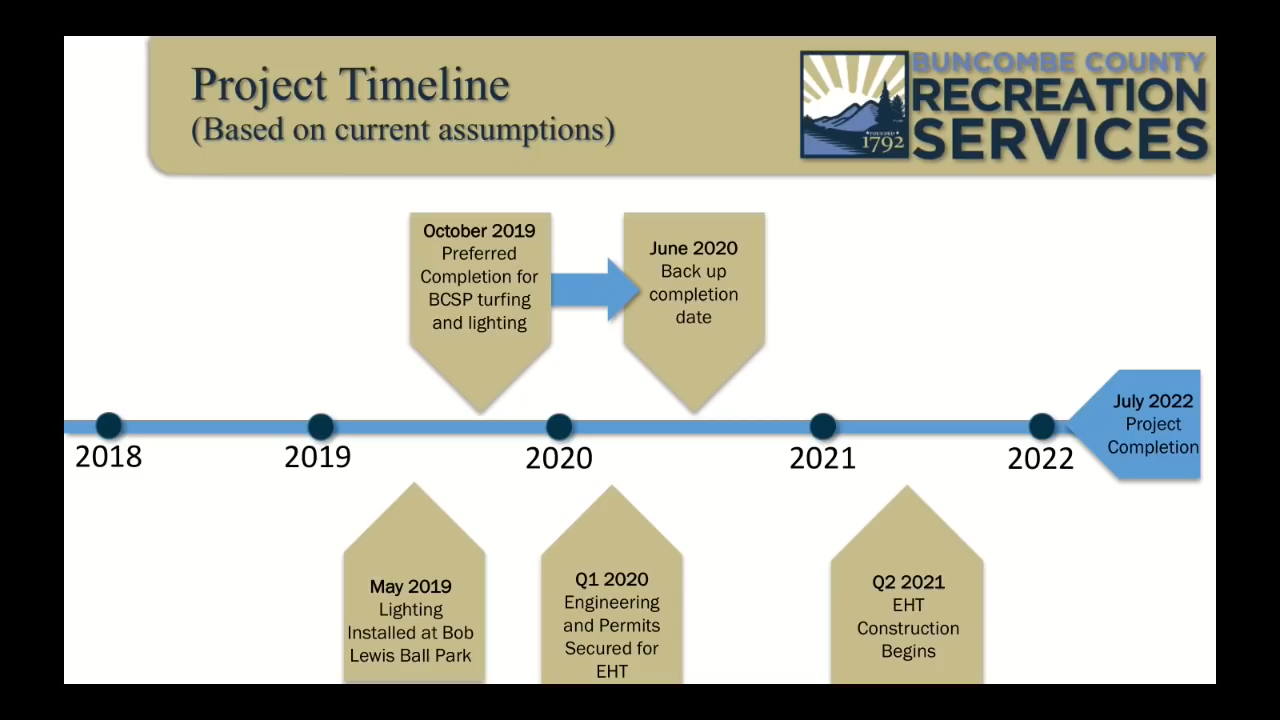 Project Timeline
(Based on current assumptions)
BUNCOMBE COUNTY
RECREATION
SERVICES
FOUNDED
1792
October 2019
Preferred
Completion for
BCSP turfing
and lighting
June 2020
Back up
completion
date
July 2022
Project
Completion
2018
2019
2020
2021
2022
May 2019
Lighting
Installed at Bob
Lewis Ball Park
Q1 2020
Engineering
and Permits
Secured for
EHT
Q2 2021
EHT
Construction
Begins